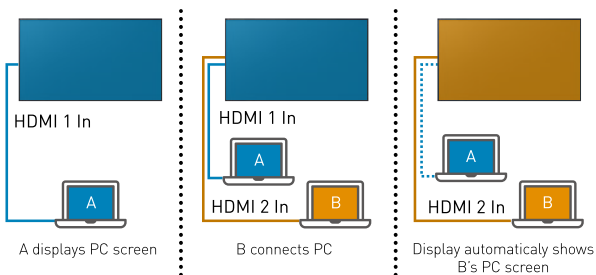 HDMI 1 In
A
A displays PC screen
HDMI 1 In
A
HDMI 2 In
B
B connects PC
A
HDMI 2 In
B
Display automaticaly shows
B's PC screen